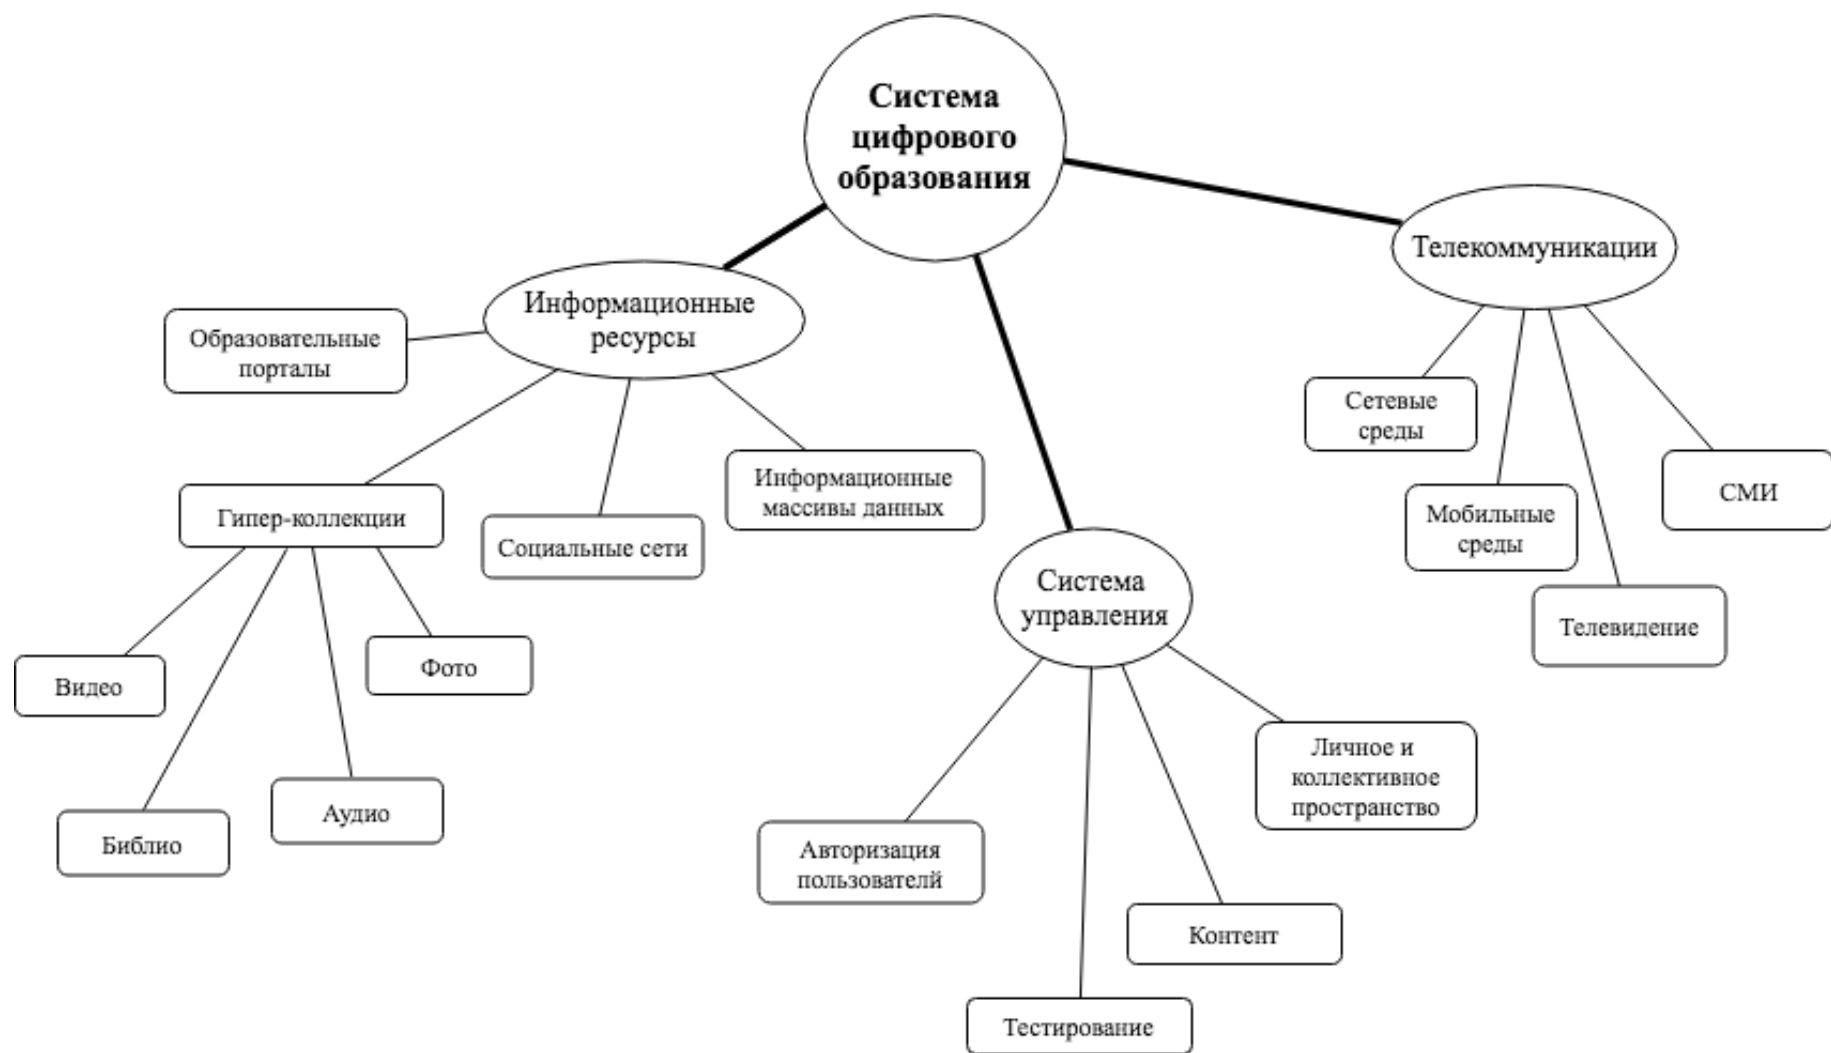 Система
цифрового
образования
Телекоммуникации
Информационные
ресурсы
Образовательные
порталы
Сетевые
среды
Информационные
массивы данных
СМИ
Гипер-коллекции
Мобильные
среды
Социальные сети
Система
управления
Телевидение
Фото
Видео
Личное и
коллективное
пространство
Аудио
Библио
Авторизация
пользователй
Контент
Тестирование